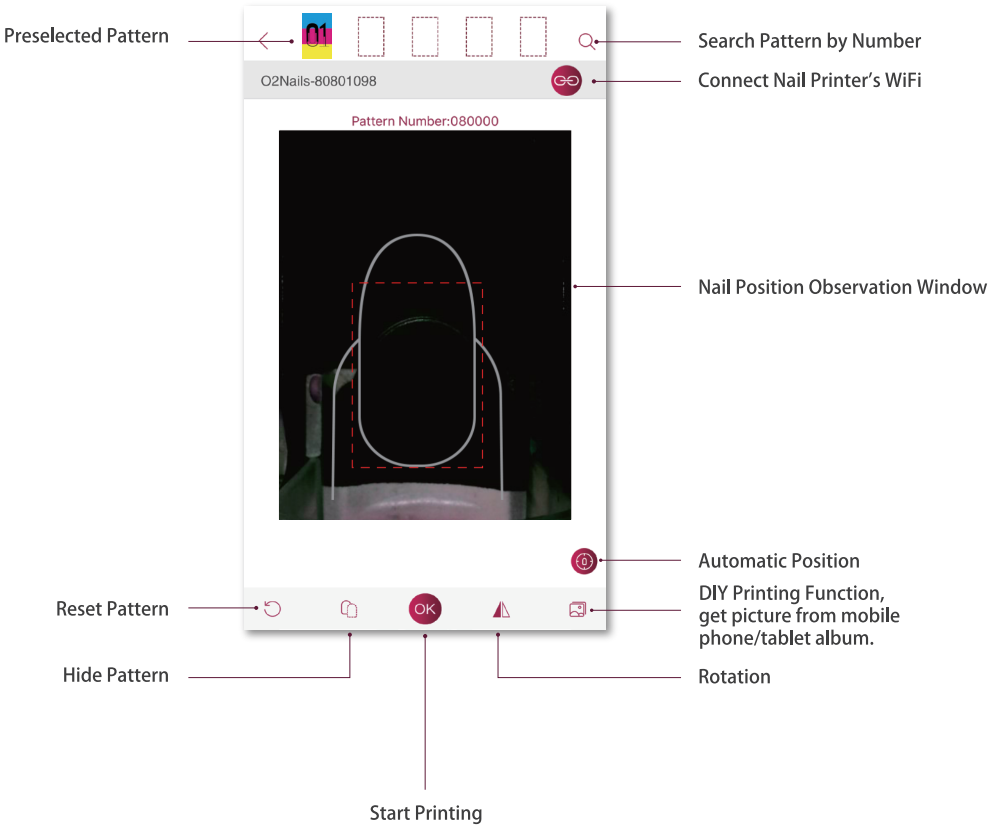 Preselected Pattern
01
Search Pattern by Number
O2Nails-80801098
Connect Nail Printer's WiFi
Pattern Number:080000
Nail Position Observation Window
Automatic Position
DIY Printing Function,
get picture from mobile
phone/tablet album.
Reset Pattern
OK
Hide Pattern
Rotation
Start Printing